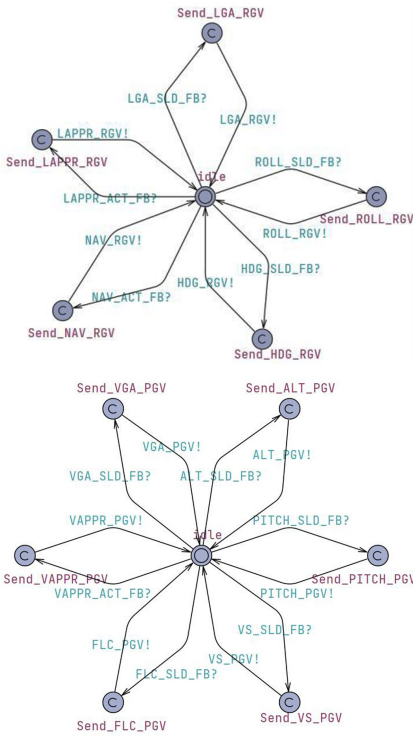 Send_LGA_RGV
LGA_SLD_FB?
LGA_RGV!
LAPPR_RGV!
Send_LAPPR_RGV
idle
ROLL_SLD_FB?
LAPPR_ACT_FB?
Send_ROLL_RGV
NAV_RGV!
ROLL_RGV!
HDG_SLD_FB?
HDG_RGV!
NAV_ACT_FB?
Send_NAV_RGV
Send_HDG_RGV
Send_VGA_PGV
Send_ALT_PGV
VGA_PGV!
ALT_PGV!
VGA_SLD_FB?
ALT_SLD_FB?
VAPPR_PGV!
idle
PITCH_SLD_FB?
Send_VAPPR_PGV
Send_PITCH_PGV
VAPPR_ACT_FB?
PITCH_PGV!
VS_SLD_FB?
FLC_PGV!
VS_PGV!
FLC_SLD_FB?
Send_FLC_PGV
Send_VS_PGV